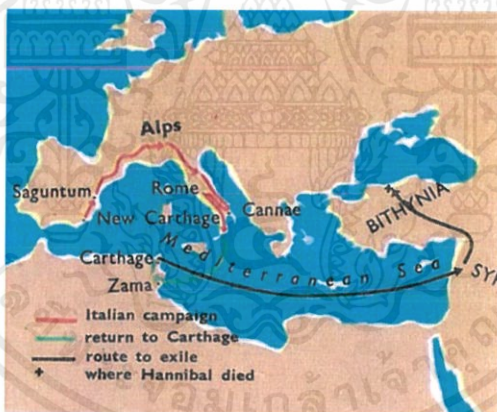 Alps
Saguntum
Rome
New Carthage
Cannae
BITHYNIA
Carthage
Mediterranean Sea
SY
Zama
Italian campaign
return to Carthage
route to exile
+ where Hannibal died